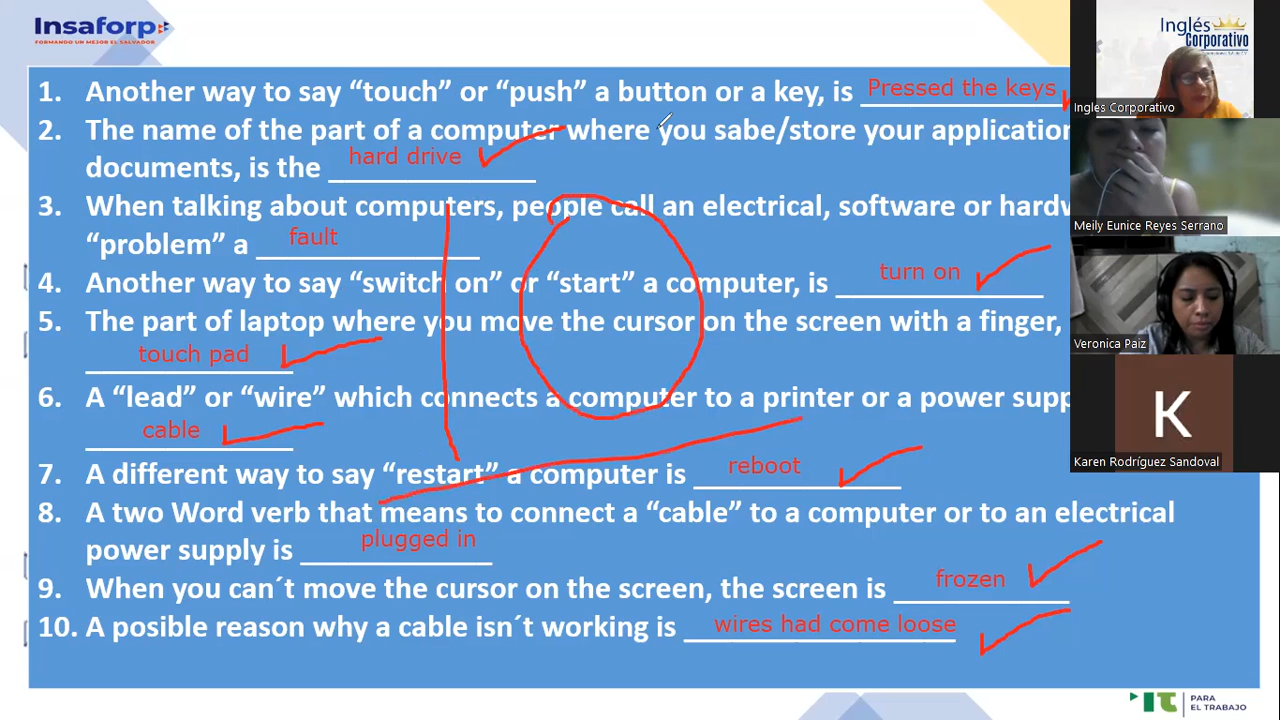 Insaforp
FORMANDO UN MEJOR EL SALVADOR
1. Another way to say “touch” or “push” a button or a key, is Pressed the keys
2. The name of the part of a computer where you sabe/store your application
documents, is the hard drive
3. When talking about computers, people call an electrical, software or hardw
“problem” a fault
4. Another way to say “switch on” or “start” a computer, is turn on
5. The part of laptop where you move the cursor on the screen with a finger,
touch pad
6. A “lead” or “wire” which connects a computer to a printer or a power supp
cable
7. A different way to say “restart” a computer is reboot
8. A two Word verb that means to connect a “cable” to a computer or to an electrical
power supply is plugged in
9. When you can´t move the cursor on the screen, the screen is frozen
10. A posible reason why a cable isn´t working is wires had come loose
Inglés
Corporativo
Ingles Corporativo
Meily Eunice Reyes Serrano
Veronica Paiz
K
Karen Rodríguez Sandoval
IT
PARA
EL TRABAJO